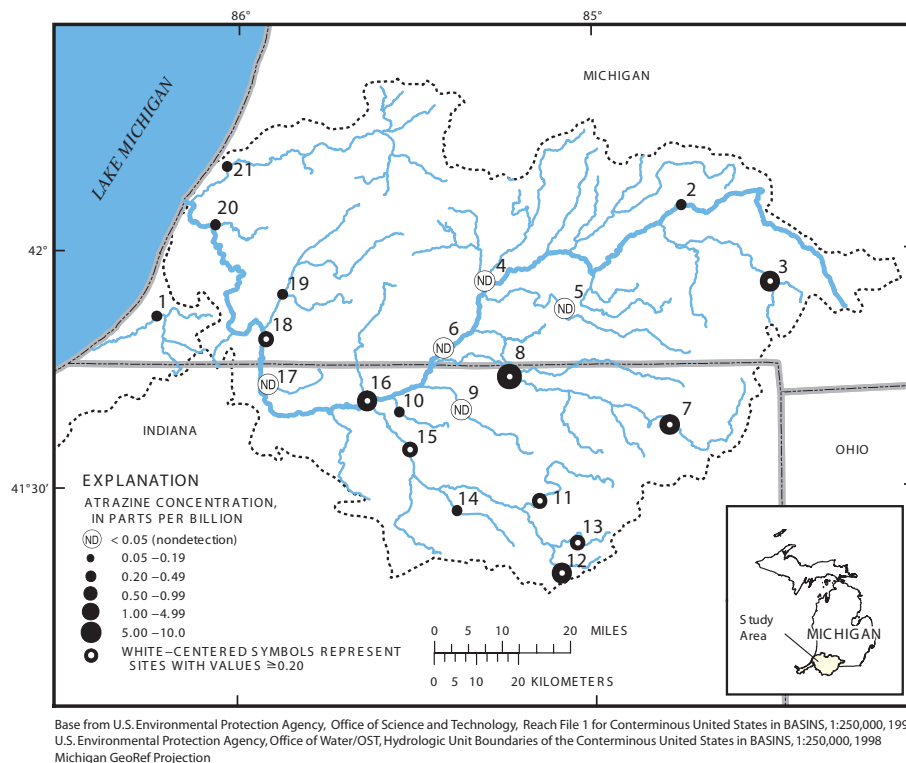 86° 85°
MICHIGAN
LAKE MICHIGAN
21
20
2
42°
4
3
ND
19
5
ND
1
18
6
ND
8
17
ND
16
10
9
ND
7
INDIANA
15
OHIO
EXPLANATION
ATRAZINE CONCENTRATION,
IN PARTS PER BILLION
41°30'
14
11
13
12
ND < 0.05 (nondetection)
0.05 –0.19
0.20 –0.49
0.50 –0.99
1.00 –4.99
5.00 –10.0
WHITE–CENTERED SYMBOLS REPRESENT
SITES WITH VALUES ≥0.20
0 5 10 20 MILES
0 5 10 20 KILOMETERS
Study
Area
MICHIGAN
Base from U.S. Environmental Protection Agency, Office of Science and Technology, Reach File 1 for Conterminous United States in BASINS, 1:250,000,
U.S. Environmental Protection Agency, Office of Water/OST, Hydrologic Unit Boundaries of the Conterminous United States in BASINS, 1:250,000, 1998
Michigan GeoRef Projection